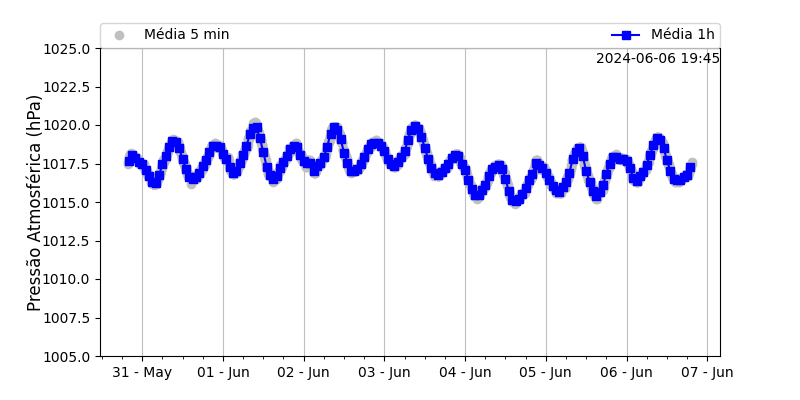 Média 5 min
Média 1h
2024-06-06 19:45
Pressão Atmosférica (hPa)
1025.0
1022.5
1020.0
1017.5
1015.0
1012.5
1010.0
1007.5
1005.0
31 - May
01 - Jun
02 - Jun
03 - Jun
04 - Jun
05 - Jun
06 - Jun
07 - Jun